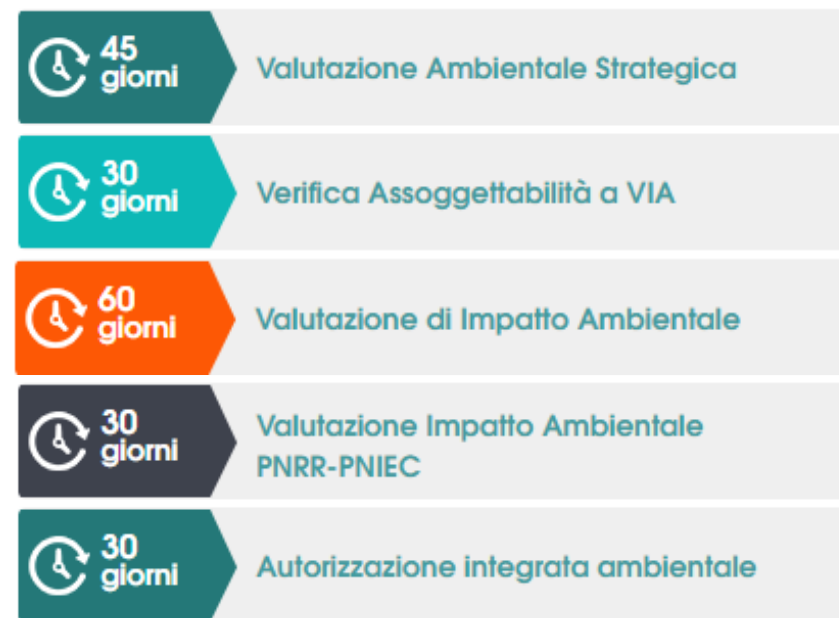 45
giorni
Valutazione Ambientale Strategica
30
giorni
Verifica Assoggettabilità a VIA
60
giorni
Valutazione di Impatto Ambientale
30
giorni
Valutazione Impatto Ambientale
PNRR-PNIEC
30
giorni
Autorizzazione integrata ambientale